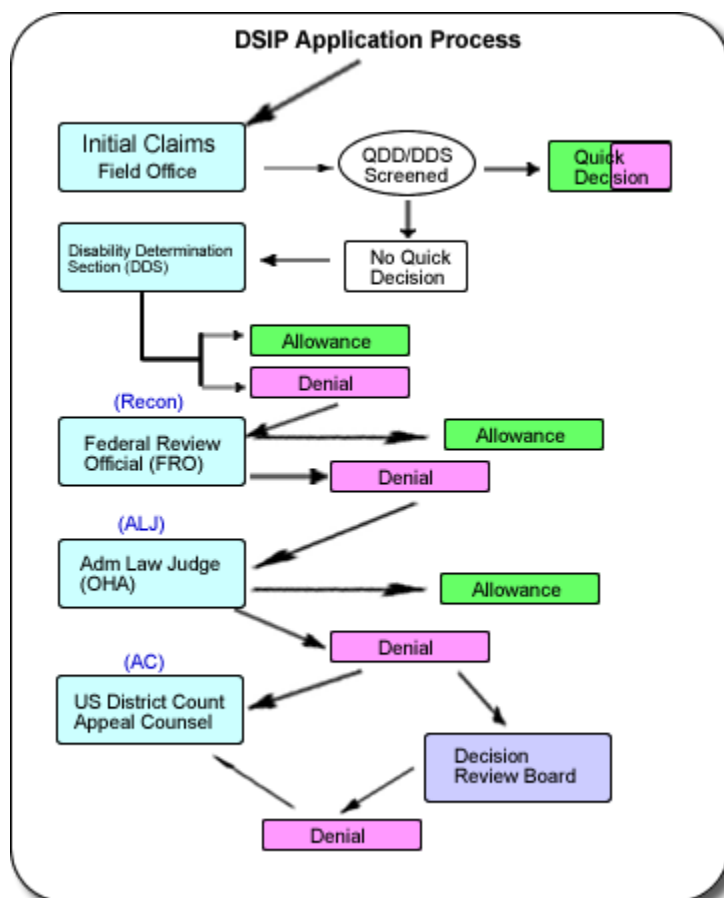 DSIP Application Process
Initial Claims
Field Office
QDD/DDS
Screened
Quick
Decision
Disability Determination
Section (DDS)
No Quick
Decision
Allowance
Denial
(Recon)
Federal Review
Official (FRO)
Allowance
Denial
(ALJ)
Adm Law Judge
(OHA)
Allowance
Denial
(AC)
US District Count
Appeal Counsel
Decision
Review Board
Denial